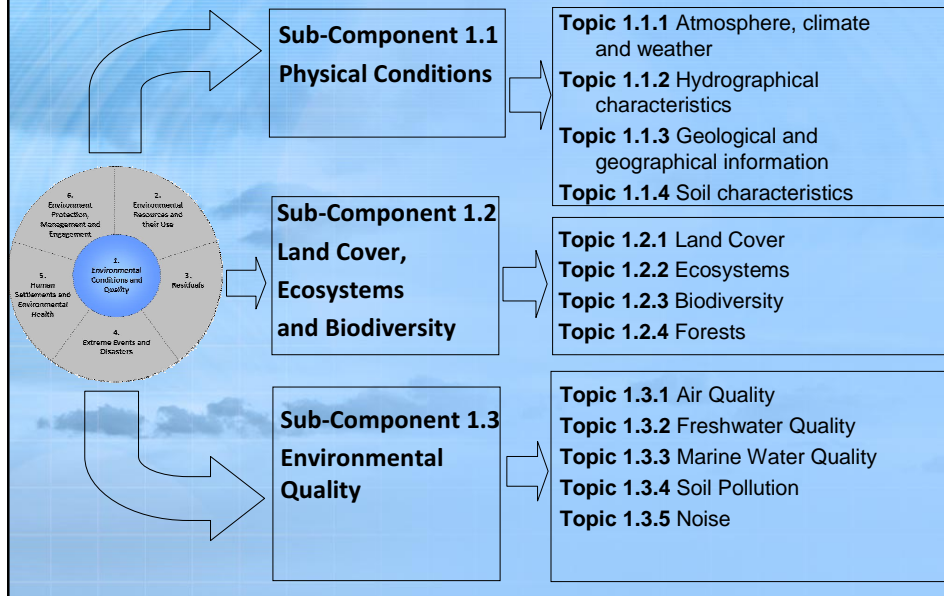 Sub-Component 1.1
Physical Conditions
Topic 1.1.1 Atmosphere, climate
and weather
Topic 1.1.2 Hydrographical
characteristics
Topic 1.1.3 Geological and
geographical information
Topic 1.1.4 Soil characteristics
6.
Environment
Protection,
Management and
Engagement
2.
Environmental
Resources and
their Use
1.
Environmental
Conditions and
Quality
5.
Human
Settlements and
Environmental
Health
3.
Residuals
4.
Extreme Events and
Disasters
Sub-Component 1.2
Land Cover,
Ecosystems
and Biodiversity
Topic 1.2.1 Land Cover
Topic 1.2.2 Ecosystems
Topic 1.2.3 Biodiversity
Topic 1.2.4 Forests
Sub-Component 1.3
Environmental
Quality
Topic 1.3.1 Air Quality
Topic 1.3.2 Freshwater Quality
Topic 1.3.3 Marine Water Quality
Topic 1.3.4 Soil Pollution
Topic 1.3.5 Noise